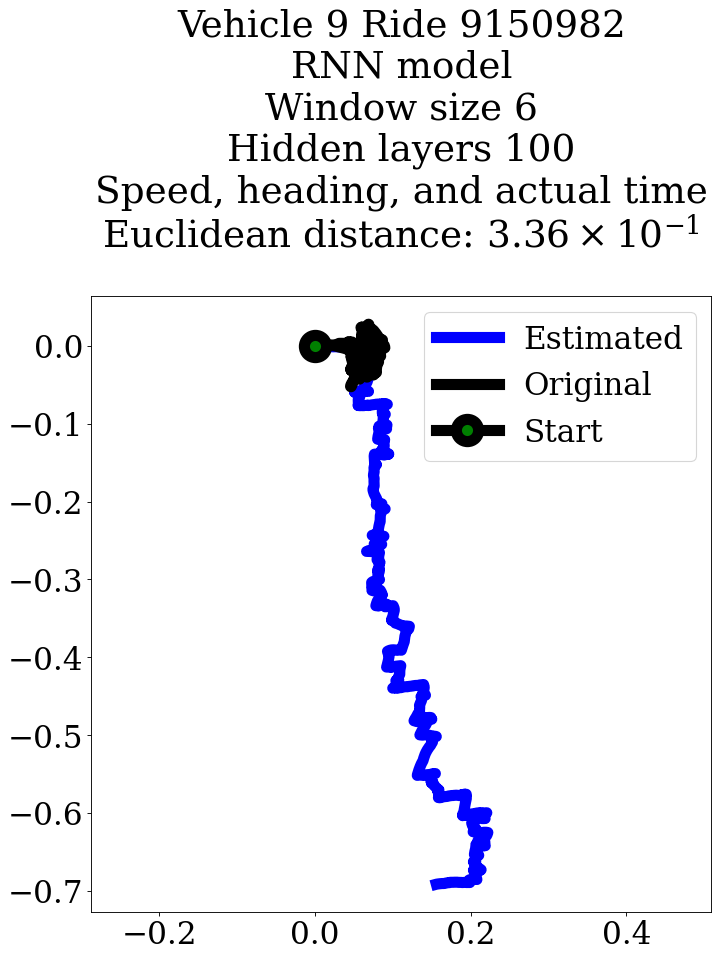 Vehicle 9 Ride 9150982
RNN model
Window size 6
Hidden layers 100
Speed, heading, and actual time
Euclidean distance: 3.36 × 10⁻¹
Estimated
Original
Start
0.0
−0.1
−0.2
−0.3
−0.4
−0.5
−0.6
−0.7
−0.2 0.0 0.2 0.4